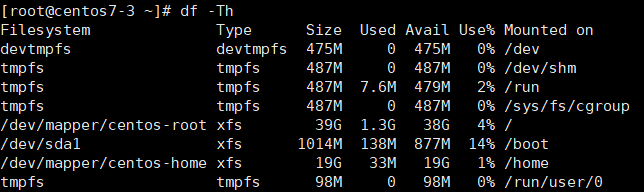 [root@centos7-3 ~]# df -Th
Filesystem              Type      Size  Used Avail Use% Mounted on
devtmpfs                devtmpfs  475M     0  475M   0% /dev
tmpfs                   tmpfs     487M     0  487M   0% /dev/shm
tmpfs                   tmpfs     487M  7.6M  479M   2% /run
tmpfs                   tmpfs     487M     0  487M   0% /sys/fs/cgroup
/dev/mapper/centos-root xfs        39G  1.3G   38G   4% /
/dev/sda1               xfs      1014M  138M  877M  14% /boot
/dev/mapper/centos-home xfs        19G   33M   19G   1% /home
tmpfs                   tmpfs      98M     0   98M   0% /run/user/0